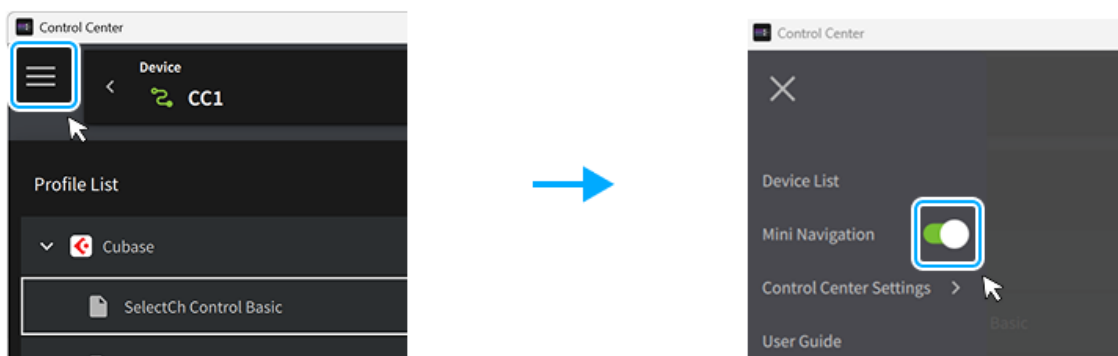 Control Center
Device
CC1
Profile List
Cubase
SelectCh Control Basic
Control Center
Device List
Mini Navigation
Control Center Settings
Basic
User Guide